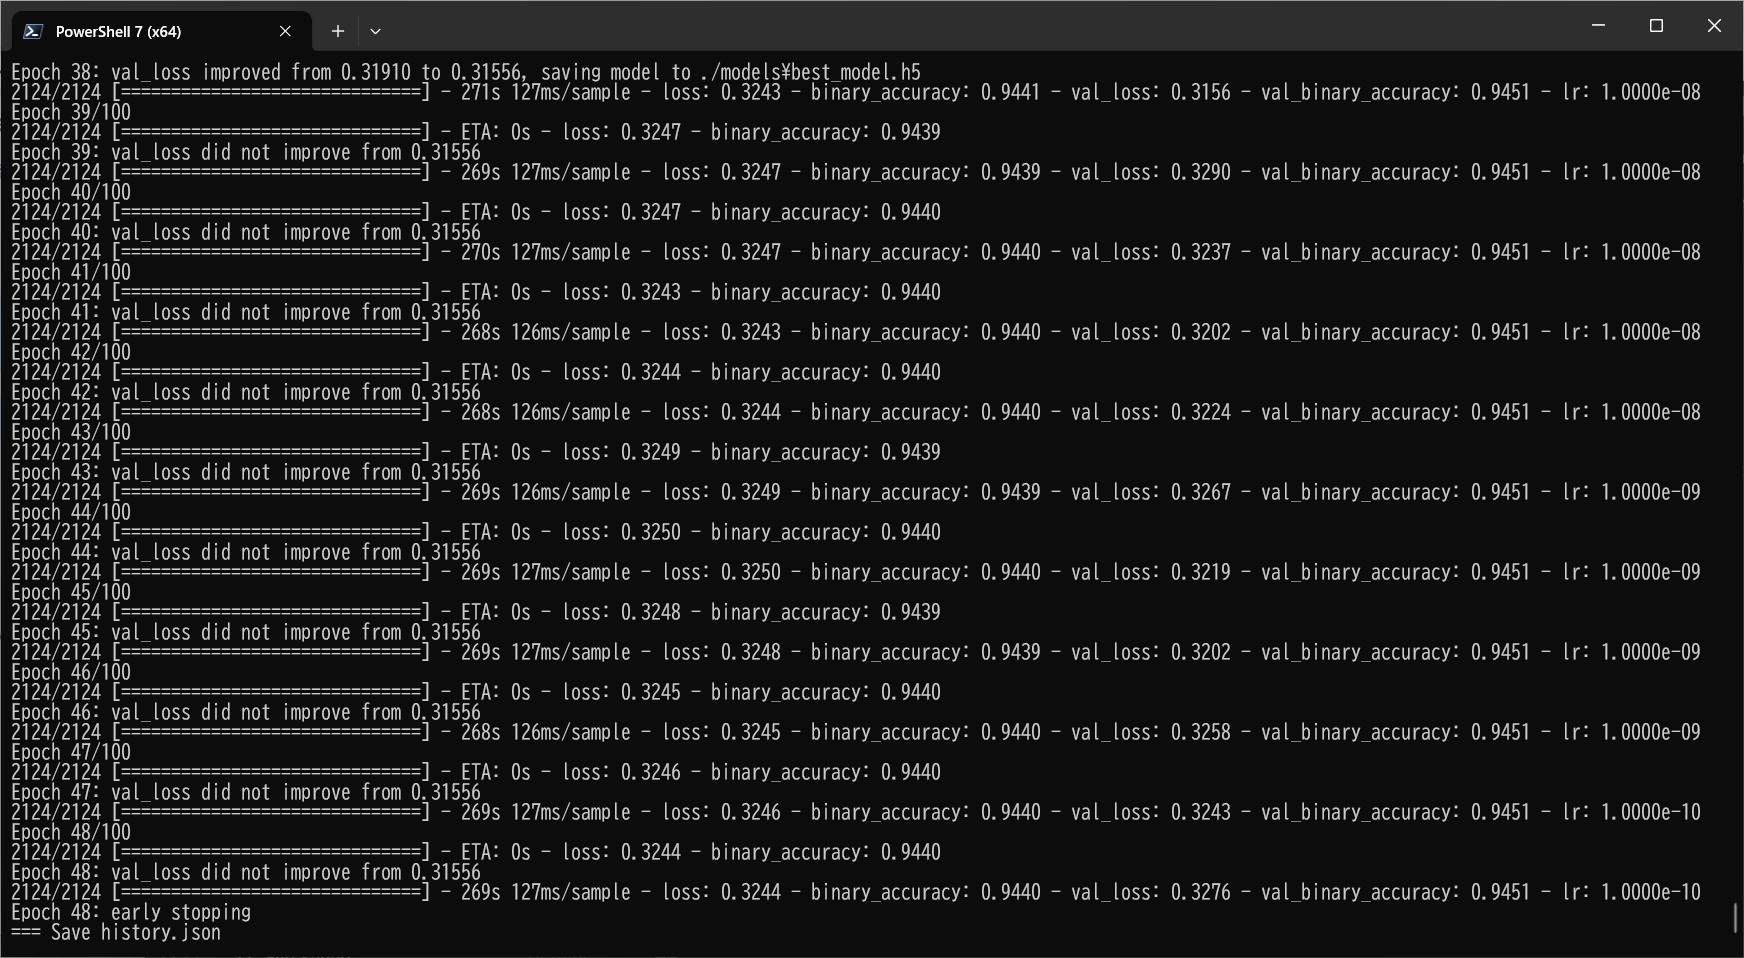 PowerShell 7 (x64)
Epoch 38: val_loss improved from 0.31910 to 0.31556, saving model to ./models¥best_model.h5
2124/2124 [==============================] - 271s 127ms/sample - loss: 0.3243 - binary_accuracy: 0.9441 - val_loss: 0.3156 - val_binary_accuracy: 0.9451 - lr: 1.0000e-08
Epoch 39/100
2124/2124 [==============================] - ETA: 0s - loss: 0.3247 - binary_accuracy: 0.9439
Epoch 39: val_loss did not improve from 0.31556
2124/2124 [==============================] - 269s 127ms/sample - loss: 0.3247 - binary_accuracy: 0.9439 - val_loss: 0.3290 - val_binary_accuracy: 0.9451 - lr: 1.0000e-08
Epoch 40/100
2124/2124 [==============================] - ETA: 0s - loss: 0.3247 - binary_accuracy: 0.9440
Epoch 40: val_loss did not improve from 0.31556
2124/2124 [==============================] - 270s 127ms/sample - loss: 0.3247 - binary_accuracy: 0.9440 - val_loss: 0.3237 - val_binary_accuracy: 0.9451 - lr: 1.0000e-08
Epoch 41/100
2124/2124 [==============================] - ETA: 0s - loss: 0.3243 - binary_accuracy: 0.9440
Epoch 41: val_loss did not improve from 0.31556
2124/2124 [==============================] - 268s 126ms/sample - loss: 0.3243 - binary_accuracy: 0.9440 - val_loss: 0.3202 - val_binary_accuracy: 0.9451 - lr: 1.0000e-08
Epoch 42/100
2124/2124 [==============================] - ETA: 0s - loss: 0.3244 - binary_accuracy: 0.9440
Epoch 42: val_loss did not improve from 0.31556
2124/2124 [==============================] - 268s 126ms/sample - loss: 0.3244 - binary_accuracy: 0.9440 - val_loss: 0.3224 - val_binary_accuracy: 0.9451 - lr: 1.0000e-08
Epoch 43/100
2124/2124 [==============================] - ETA: 0s - loss: 0.3249 - binary_accuracy: 0.9439
Epoch 43: val_loss did not improve from 0.31556
2124/2124 [==============================] - 269s 126ms/sample - loss: 0.3249 - binary_accuracy: 0.9439 - val_loss: 0.3267 - val_binary_accuracy: 0.9451 - lr: 1.0000e-09
Epoch 44/100
2124/2124 [==============================] - ETA: 0s - loss: 0.3250 - binary_accuracy: 0.9440
Epoch 44: val_loss did not improve from 0.31556
2124/2124 [==============================] - 269s 127ms/sample - loss: 0.3250 - binary_accuracy: 0.9440 - val_loss: 0.3219 - val_binary_accuracy: 0.9451 - lr: 1.0000e-09
Epoch 45/100
2124/2124 [==============================] - ETA: 0s - loss: 0.3248 - binary_accuracy: 0.9439
Epoch 45: val_loss did not improve from 0.31556
2124/2124 [==============================] - 269s 127ms/sample - loss: 0.3248 - binary_accuracy: 0.9439 - val_loss: 0.3202 - val_binary_accuracy: 0.9451 - lr: 1.0000e-09
Epoch 46/100
2124/2124 [==============================] - ETA: 0s - loss: 0.3245 - binary_accuracy: 0.9440
Epoch 46: val_loss did not improve from 0.31556
2124/2124 [==============================] - 268s 126ms/sample - loss: 0.3245 - binary_accuracy: 0.9440 - val_loss: 0.3258 - val_binary_accuracy: 0.9451 - lr: 1.0000e-09
Epoch 47/100
2124/2124 [==============================] - ETA: 0s - loss: 0.3246 - binary_accuracy: 0.9440
Epoch 47: val_loss did not improve from 0.31556
2124/2124 [==============================] - 269s 127ms/sample - loss: 0.3246 - binary_accuracy: 0.9440 - val_loss: 0.3243 - val_binary_accuracy: 0.9451 - lr: 1.0000e-10
Epoch 48/100
2124/2124 [==============================] - ETA: 0s - loss: 0.3244 - binary_accuracy: 0.9440
Epoch 48: val_loss did not improve from 0.31556
2124/2124 [==============================] - 269s 127ms/sample - loss: 0.3244 - binary_accuracy: 0.9440 - val_loss: 0.3276 - val_binary_accuracy: 0.9451 - lr: 1.0000e-10
Epoch 48: early stopping
=== Save history.json